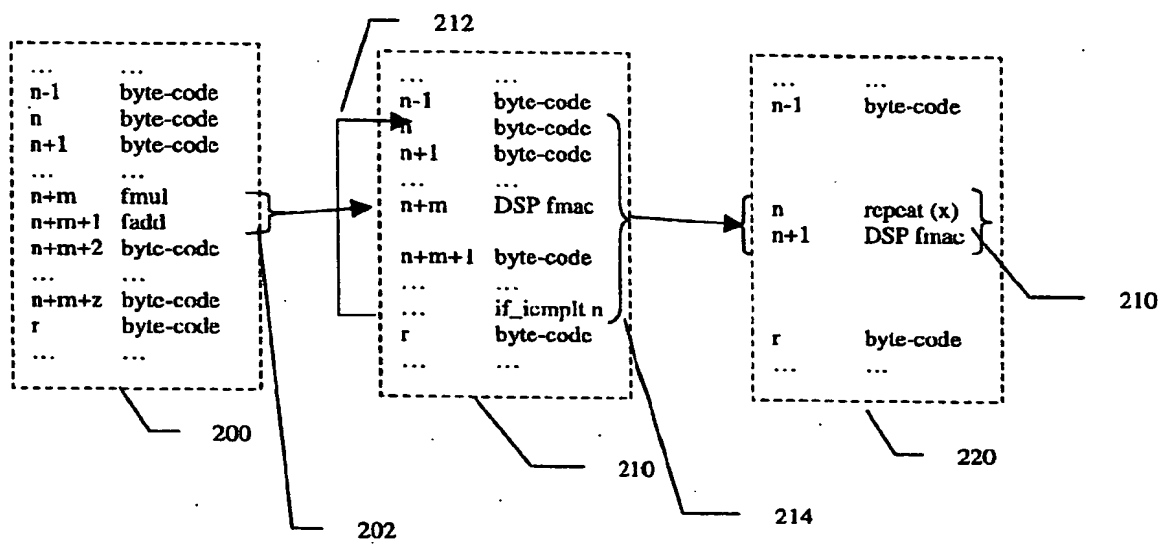 212
... ...
n-1 byte-code
n byte-code
n+1 byte-code
... ...
n+m fmul
n+m+1 fadd
n+m+2 byte-code
... ...
n+m+z byte-code
r byte-code
... ...
200
202
... ...
n-1 byte-code
n byte-code
n+1 byte-code
... ...
n+m DSP fmac
n+m+1 byte-code
... ...
... if_icmplt n
r byte-code
... ...
210
214
... ...
n-1 byte-code
n repeat (x)
n+1 DSP fmac
r byte-code
... ...
210
220